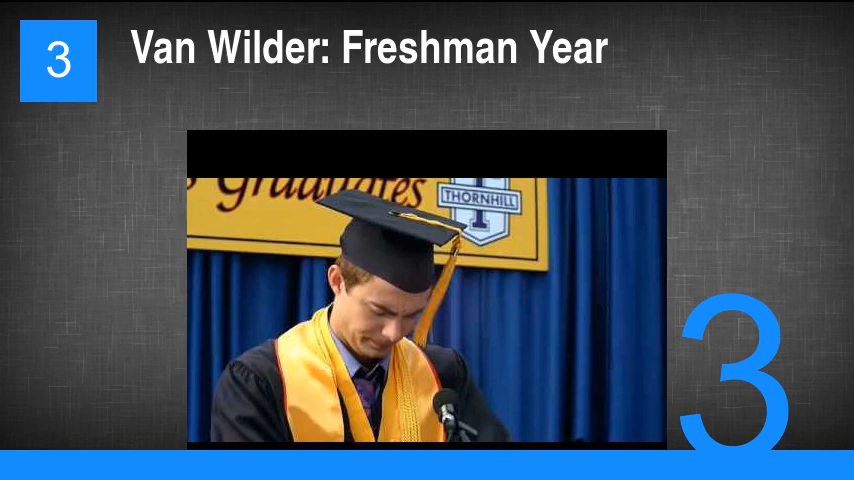 3
Van Wilder: Freshman Year
Graduates
THORNHILL
T
3